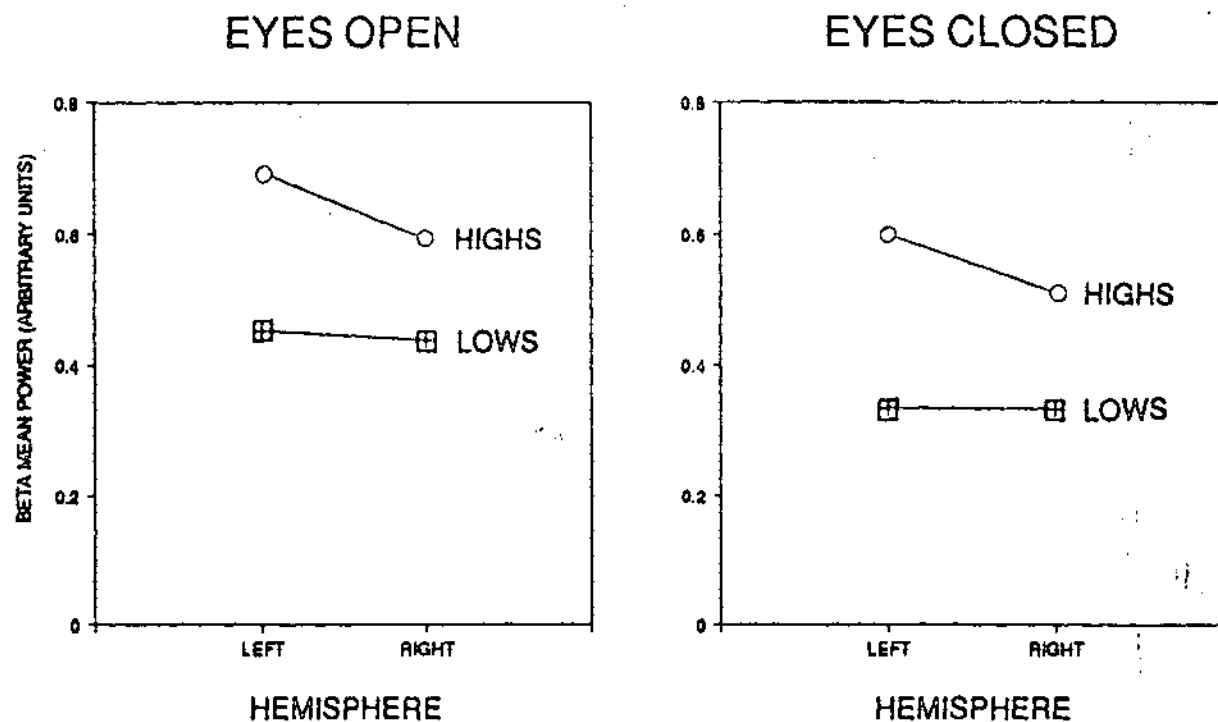 EYES OPEN
EYES CLOSED
BETA MEAN POWER (ARBITRARY UNITS)
0.8
0.6
0.4
0.2
0
HIGHS
LOWS
LEFT RIGHT
HEMISPHERE
0.8
0.6
0.4
0.2
0
HIGHS
LOWS
LEFT RIGHT
HEMISPHERE